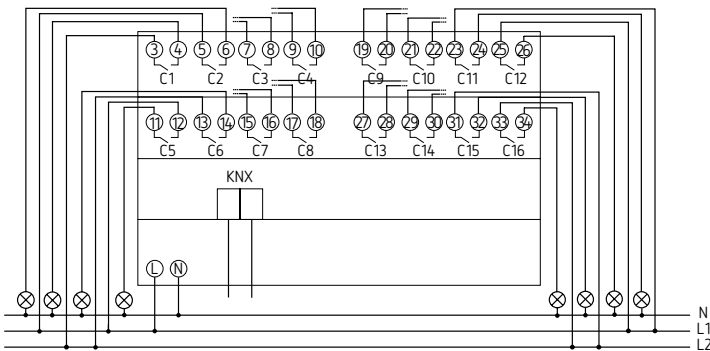 3 4 5 6 7 8 9 10 19 20 21 22 23 24 25 26
C1 C2 C3 C4 C9 C10 C11 C12
11 12 13 14 15 16 17 18 27 28 29 30 31 32 33 34
C5 C6 C7 C8 C13 C14 C15 C16
KNX
L N
N
L1
L2